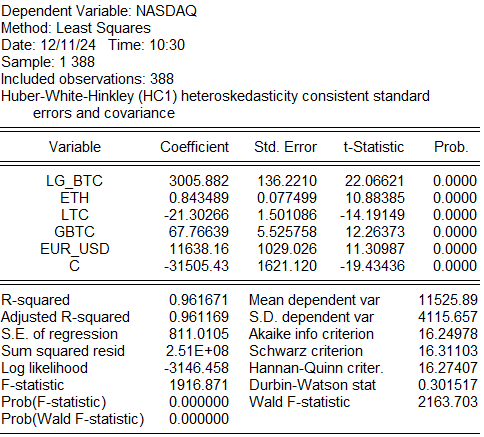 Dependent Variable: NASDAQ
Method: Least Squares
Date: 12/11/24 Time: 10:30
Sample: 1 388
Included observations: 388
Huber-White-Hinkley (HC1) heteroskedasticity consistent standard
errors and covariance
Variable Coefficient Std. Error t-Statistic Prob.
LG_BTC 3005.882 136.2210 22.06621 0.0000
ETH 0.843489 0.077499 10.88385 0.0000
LTC -21.30266 1.501086 -14.19149 0.0000
GBTC 67.76639 5.525758 12.26373 0.0000
EUR_USD 11638.16 1029.026 11.30987 0.0000
C -31505.43 1621.120 -19.43436 0.0000
R-squared 0.961671 Mean dependent var 11525.89
Adjusted R-squared 0.961169 S.D. dependent var 4115.657
S.E. of regression 811.0105 Akaike info criterion 16.24978
Sum squared resid 2.51E+08 Schwarz criterion 16.31103
Log likelihood -3146.458 Hannan-Quinn criter. 16.27407
F-statistic 1916.871 Durbin-Watson stat 0.301517
Prob(F-statistic) 0.000000 Wald F-statistic 2163.703
Prob(Wald F-statistic) 0.000000